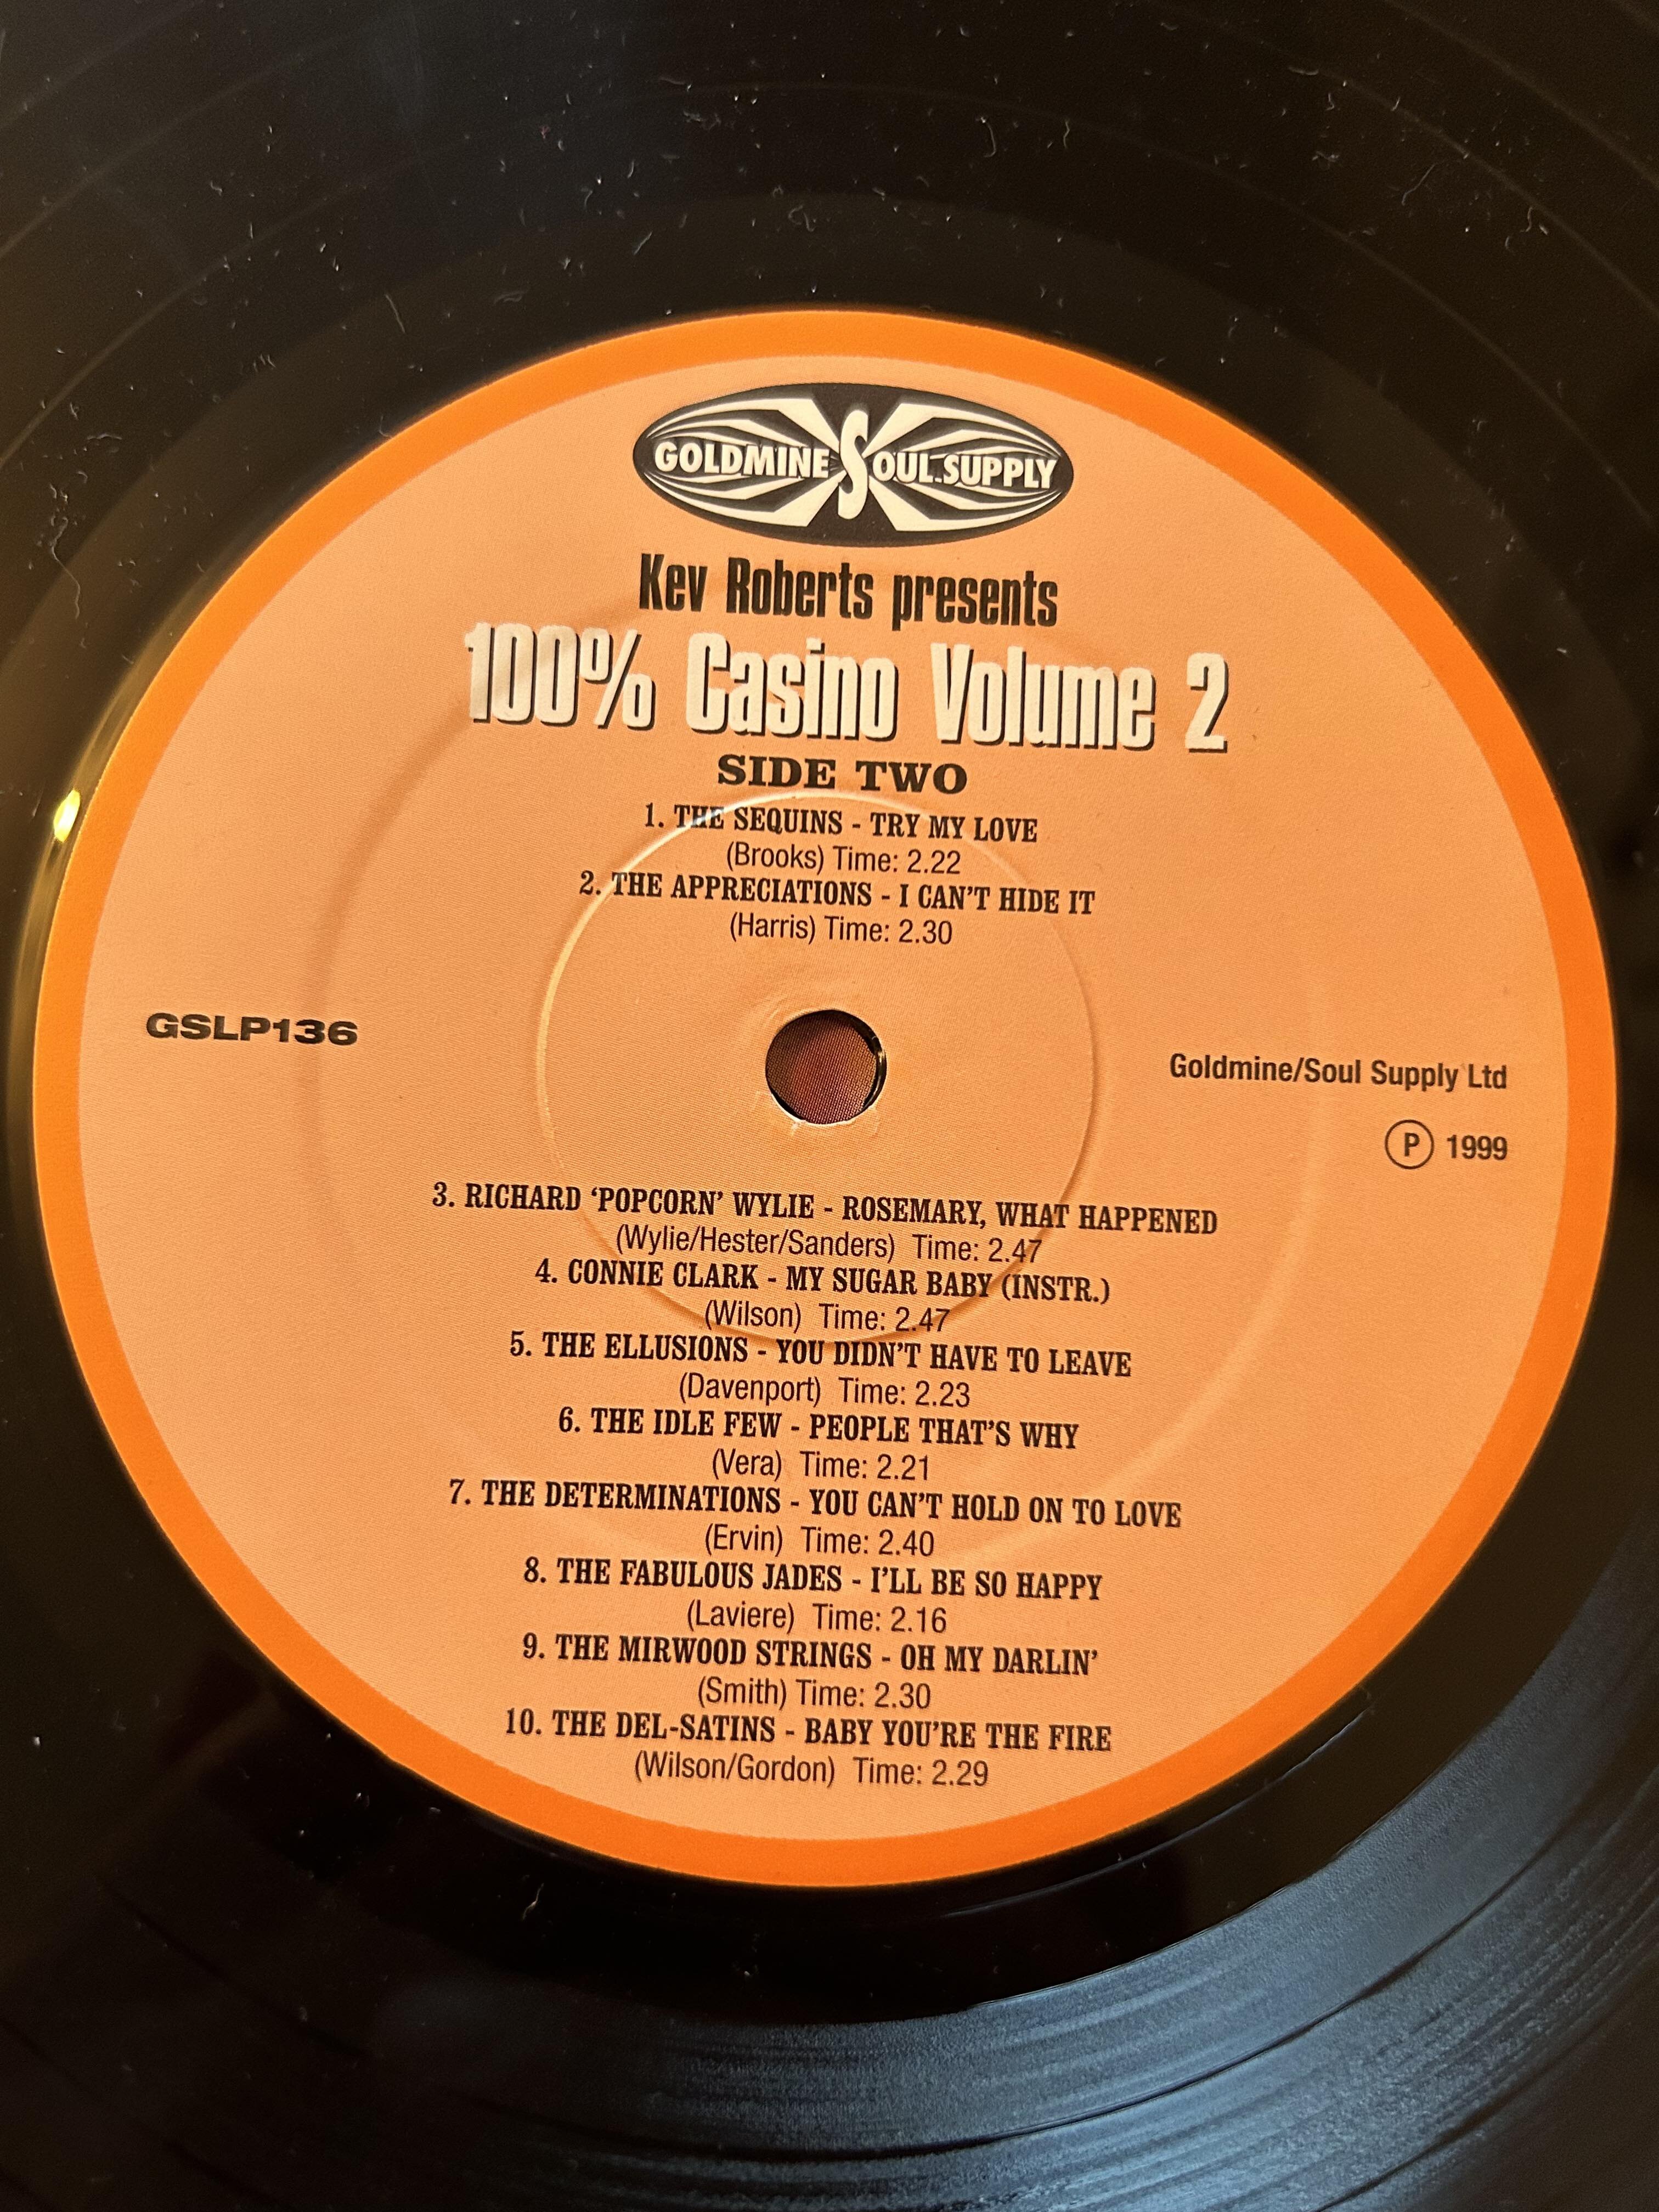 GOLDMINE SOUL SUPPLY
Kev Roberts presents
100% Casino Volume 2
SIDE TWO
1. THE SEQUINS - TRY MY LOVE
(Brooks) Time: 2.22
2. THE APPRECIATIONS - I CAN'T HIDE IT
(Harris) Time: 2.30
GSLP136
Goldmine/Soul Supply Ltd
Ⓟ 1999
3. RICHARD ‘POPCORN’ WYLIE - ROSEMARY, WHAT HAPPENED
(Wylie/Hester/Sanders) Time: 2.47
4. CONNIE CLARK - MY SUGAR BABY (INSTR.)
(Wilson) Time: 2.47
5. THE ELLUSIONS - YOU DIDN'T HAVE TO LEAVE
(Davenport) Time: 2.23
6. THE IDLE FEW - PEOPLE THAT'S WHY
(Vera) Time: 2.21
7. THE DETERMINATIONS - YOU CAN'T HOLD ON TO LOVE
(Ervin) Time: 2.40
8. THE FABULOUS JADES - I'LL BE SO HAPPY
(Laviere) Time: 2.16
9. THE MIRWOOD STRINGS - OH MY DARLIN'
(Smith) Time: 2.30
10. THE DEL-SATINS - BABY YOU'RE THE FIRE
(Wilson/Gordon) Time: 2.29